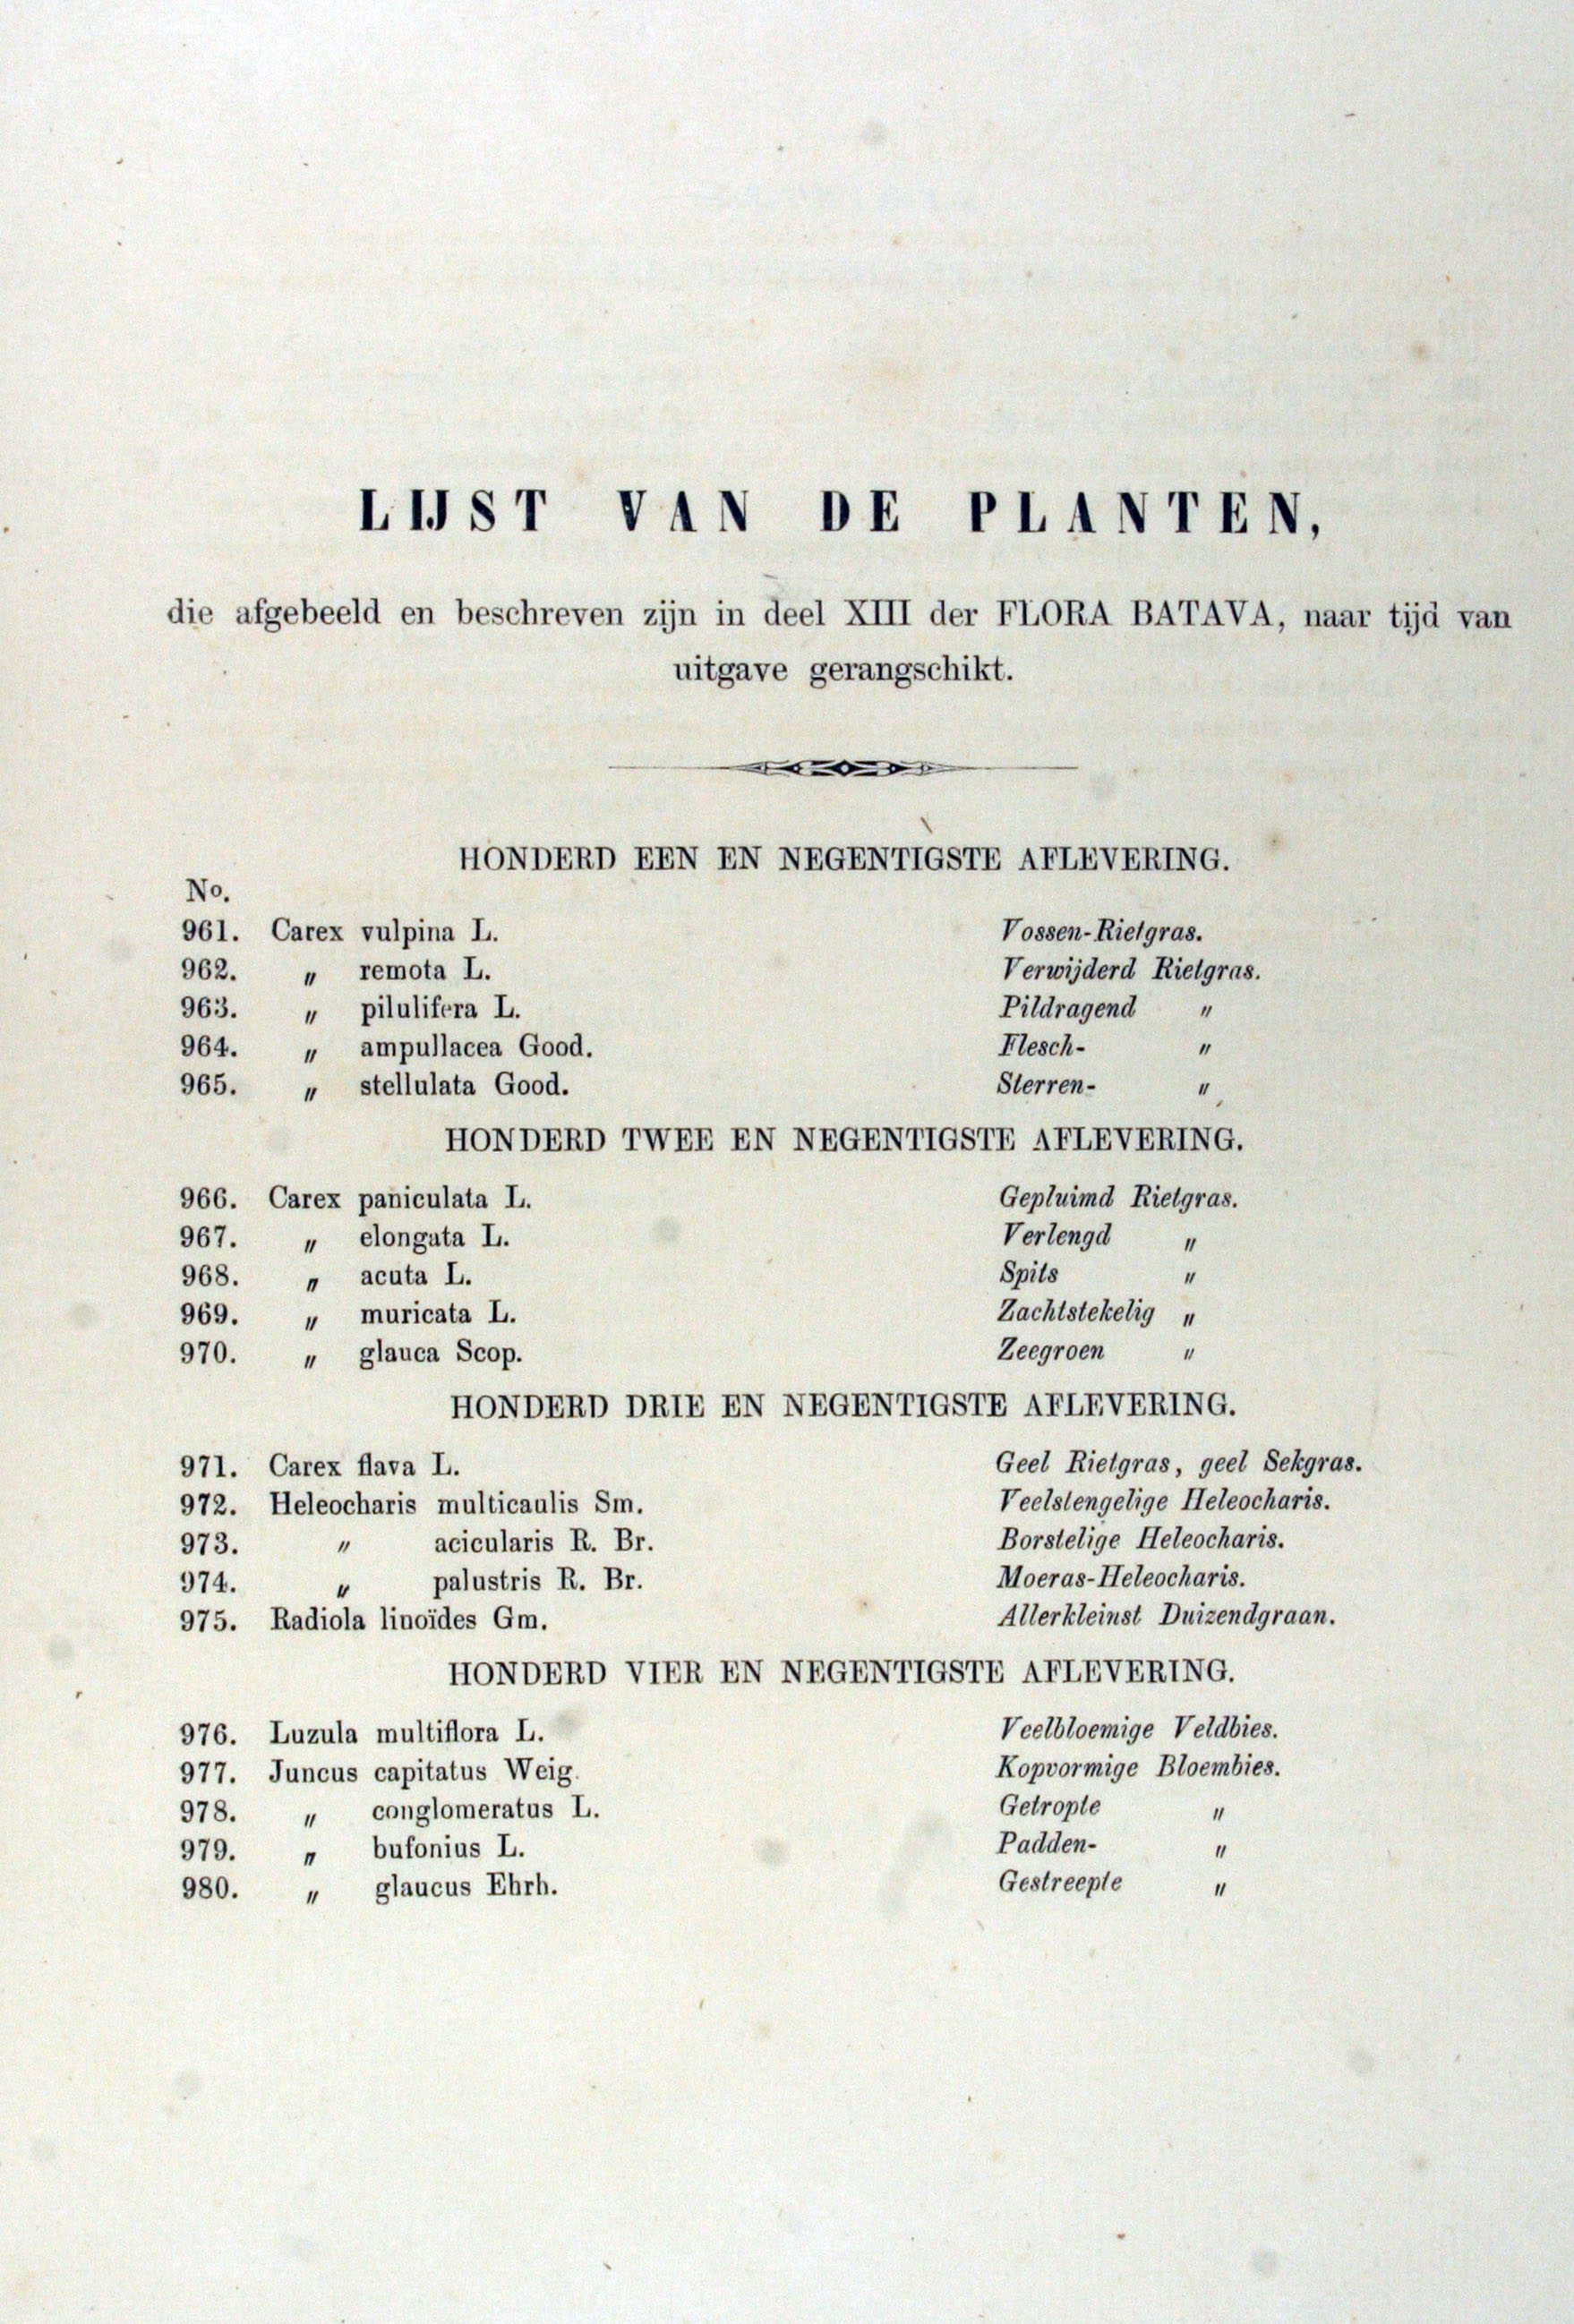 LIJST VAN DE PLANTEN,
die afgebeeld en beschreven zijn in deel XIII der FLORA BATAVA, naar tijd van
uitgave gerangschikt.
HONDERD EEN EN NEGENTIGSTE AFLEVERING.
No.
961. Carex vulpina L. Vossen-Rietgras.
962. „ remota L. Verwijderd Rietgras.
963. „ pilulifera L. Pildragend „
964. „ ampullacea Good. Flesch- „
965. „ stellulata Good. Sterren- „
HONDERD TWEE EN NEGENTIGSTE AFLEVERING.
966. Carex paniculata L. Gepluimd Rietgras.
967. „ elongata L. Verlengd „
968. „ acuta L. Spits „
969. „ muricata L. Zachtstekelig „
970. „ glauca Scop. Zeegroen „
HONDERD DRIE EN NEGENTIGSTE AFLEVERING.
971. Carex flava L. Geel Rietgras, geel Sekgras.
972. Heleocharis multicaulis Sm. Veelstengelige Heleocharis.
973. „ acicularis R. Br. Borstelige Heleocharis.
974. „ palustris R. Br. Moeras-Heleocharis.
975. Radiola linoïdes Gm. Allerkleinst Duizendgraan.
HONDERD VIER EN NEGENTIGSTE AFLEVERING.
976. Luzula multiflora L. Veelbloemige Veldbies.
977. Juncus capitatus Weig. Kopvormige Bloembies.
978. „ conglomeratus L. Getropte „
979. „ bufonius L. Padden- „
980. „ glaucus Ehrh. Gestreepte „